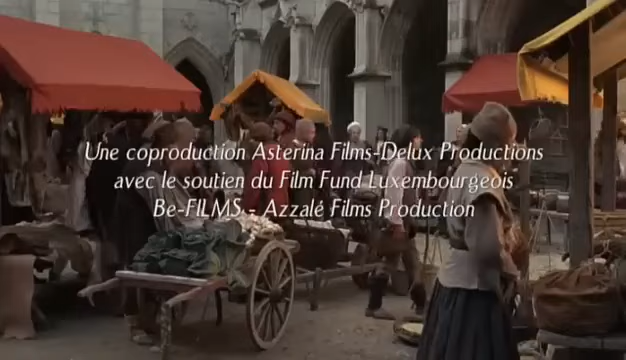 Une coproduction Asterina Films-Delux Productions
avec le soutien du Film Fund Luxembourgeois
Be-FILMS - Azzalé Films Production